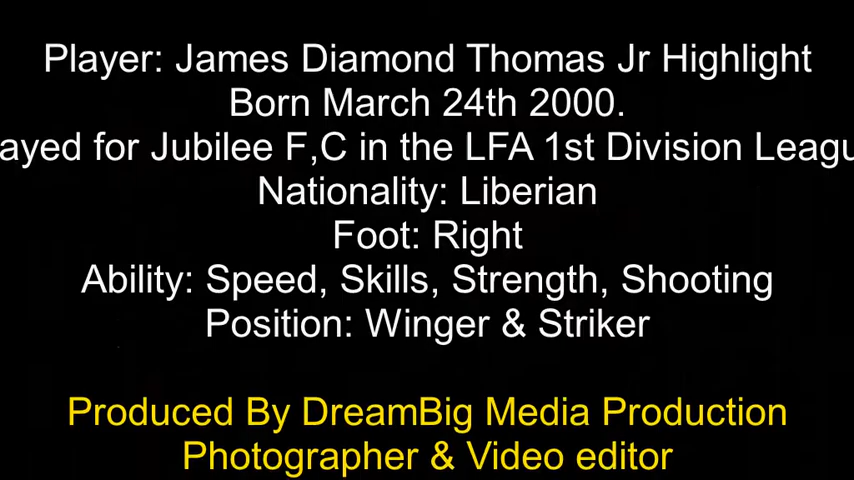 Player: James Diamond Thomas Jr Highlight
Born March 24th 2000.
ayed for Jubilee F,C in the LFA 1st Division Leagu
Nationality: Liberian
Foot: Right
Ability: Speed, Skills, Strength, Shooting
Position: Winger & Striker
Produced By DreamBig Media Production
Photographer & Video editor